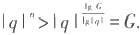 | q |^η > | q |^(lg G / lg | q |) = G.